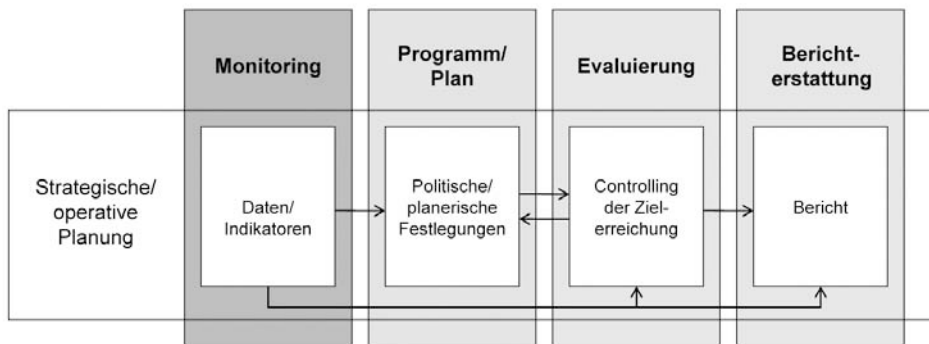 Monitoring
Programm/
Plan
Evaluierung
Bericht-
erstattung
Strategische/
operative
Planung
Daten/
Indikatoren
Politische/
planerische
Festlegungen
Controlling
der Ziel-
erreichung
Bericht